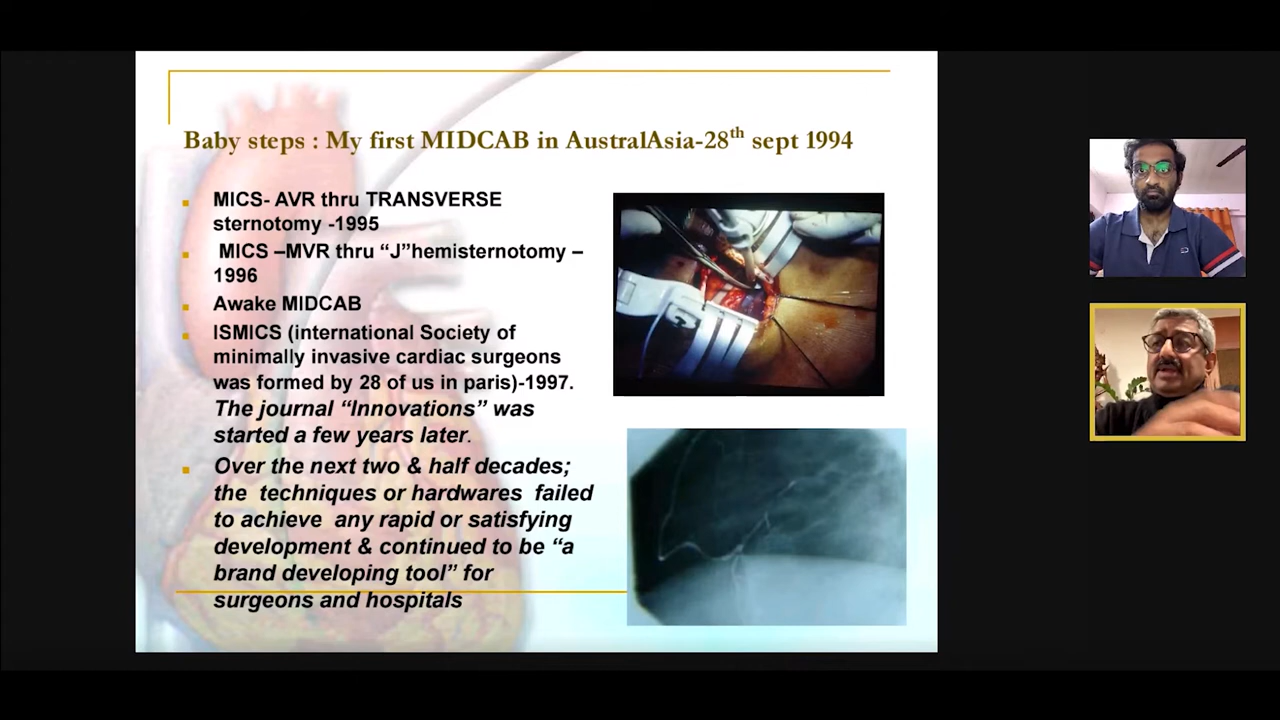 Baby steps : My first MIDCAB in AustralAsia-28th sept 1994
MICS- AVR thru TRANSVERSE
sternotomy -1995
MICS –MVR thru “J”hemisternotomy –
1996
Awake MIDCAB
ISMICS (international Society of
minimally invasive cardiac surgeons
was formed by 28 of us in paris)-1997.
The journal “Innovations” was
started a few years later.
Over the next two & half decades;
the techniques or hardwares failed
to achieve any rapid or satisfying
development & continued to be “a
brand developing tool” for
surgeons and hospitals